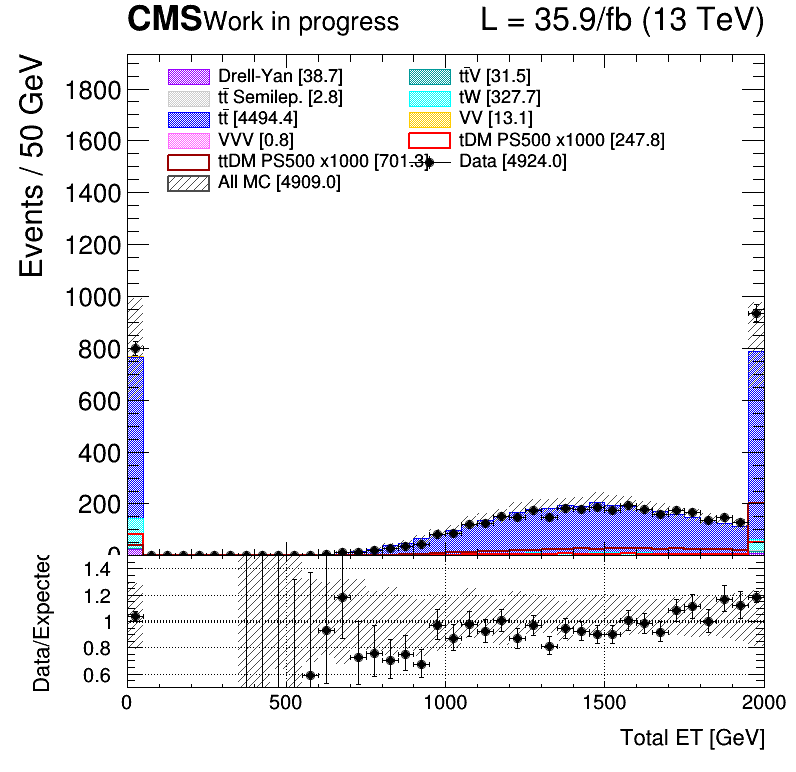 CMS Work in progress L = 35.9/fb (13 TeV)
Events / 50 GeV
Drell-Yan [38.7] tt̄V [31.5]
tt̄ Semilep. [2.8] tW [327.7]
tt̄ [4494.4] VV [13.1]
VVV [0.8] tDM PS500 x1000 [247.8]
ttDM PS500 x1000 [701.3] Data [4924.0]
All MC [4909.0]
1800
1600
1400
1200
1000
800
600
400
200
0
Data/Expected
1.4
1.2
1
0.8
0.6
0 500 1000 1500 2000
Total ET [GeV]